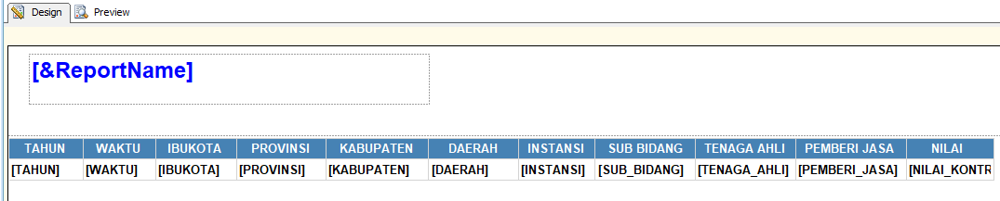 Design Preview
[&ReportName]
TAHUN WAKTU IBUKOTA PROVINSI KABUPATEN DAERAH INSTANSI SUB BIDANG TENAGA AHLI PEMBERI JASA NILAI
[TAHUN] [WAKTU] [IBUKOTA] [PROVINSI] [KABUPATEN] [DAERAH] [INSTANSI] [SUB_BIDANG] [TENAGA_AHLI] [PEMBERI_JASA] [NILAI_KONTR